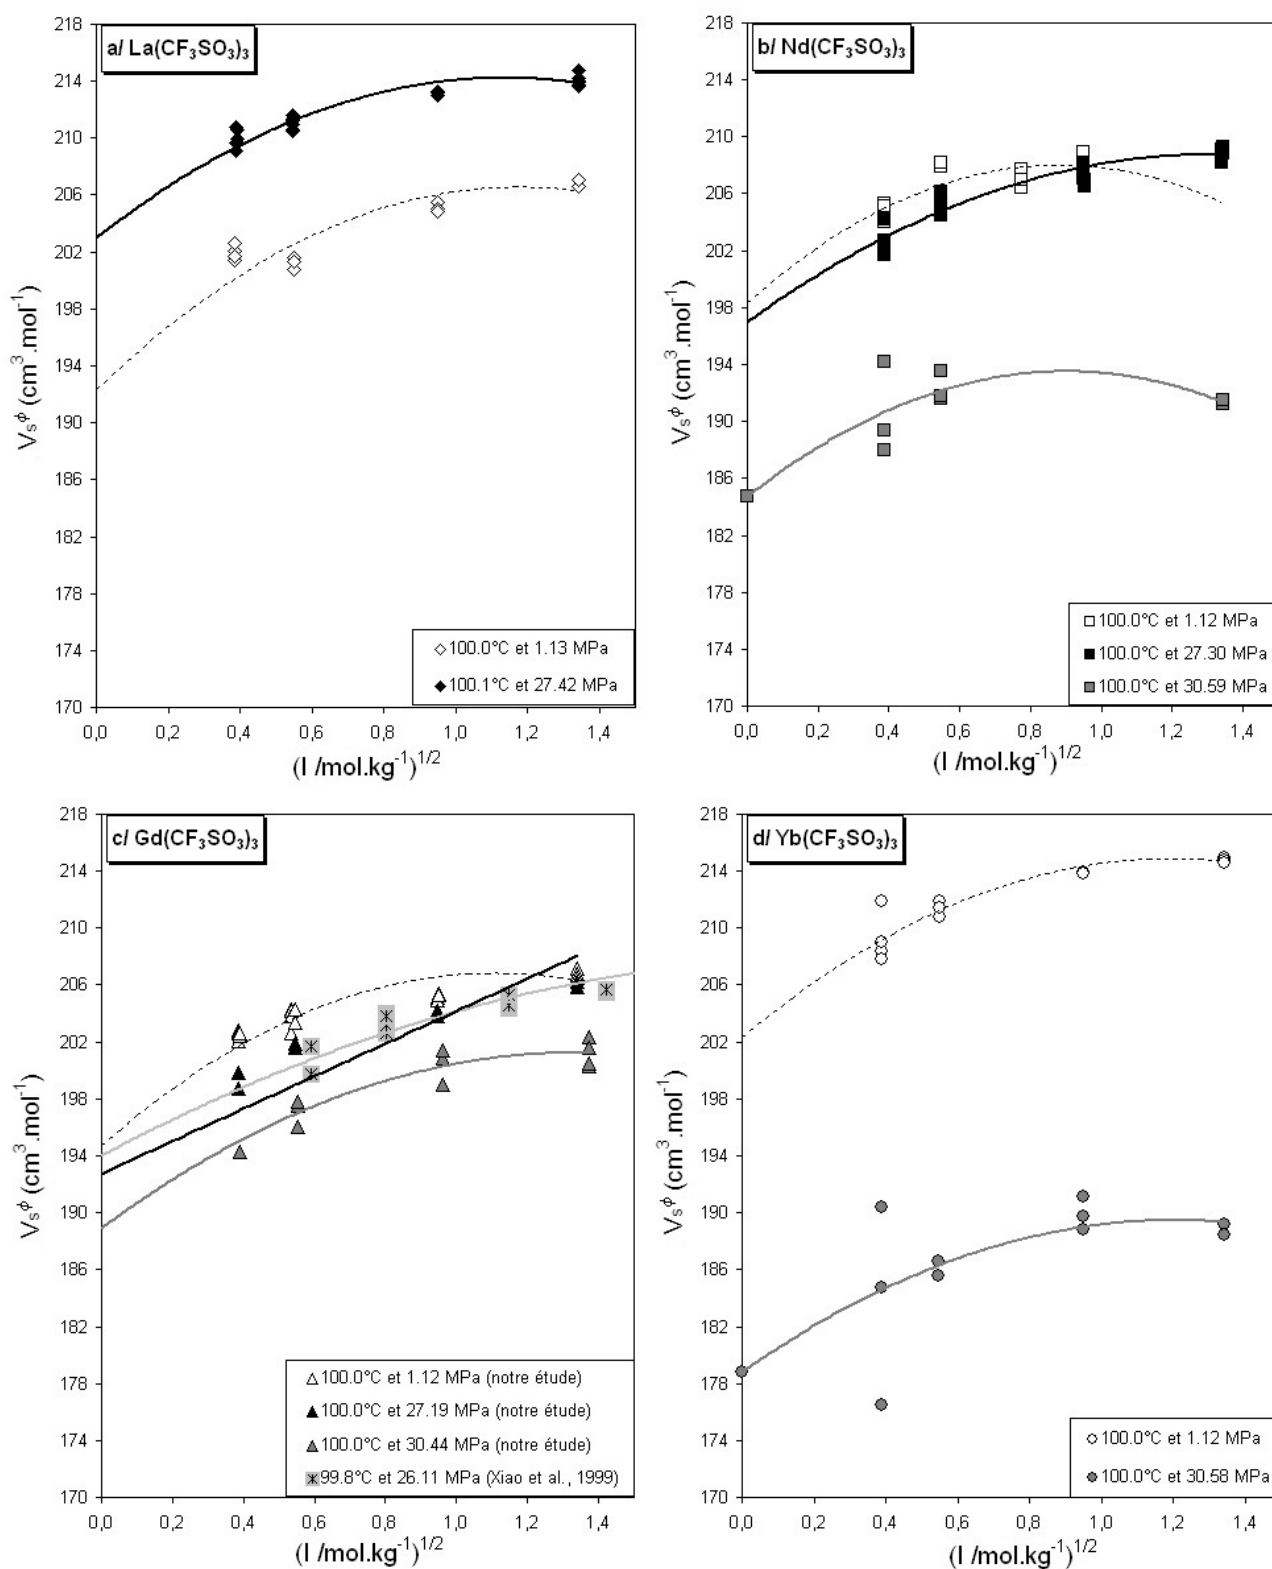 a/ La(CF₃SO₃)₃
218
214
210
206
202
198
194
190
186
182
178
174
170
Vₛ^ϕ (cm³.mol⁻¹)
100.0°C et 1.13 MPa
100.1°C et 27.42 MPa
0,0 0,2 0,4 0,6 0,8 1,0 1,2 1,4
(I /mol.kg⁻¹)^1/2
b/ Nd(CF₃SO₃)₃
218
214
210
206
202
198
194
190
186
182
178
174
170
Vₛ^ϕ (cm³.mol⁻¹)
100.0°C et 1.12 MPa
100.0°C et 27.30 MPa
100.0°C et 30.59 MPa
0,0 0,2 0,4 0,6 0,8 1,0 1,2 1,4
(I /mol.kg⁻¹)^1/2
c/ Gd(CF₃SO₃)₃
218
214
210
206
202
198
194
190
186
182
178
174
170
Vₛ^ϕ (cm³.mol⁻¹)
100.0°C et 1.12 MPa (notre étude)
100.0°C et 27.19 MPa (notre étude)
100.0°C et 30.44 MPa (notre étude)
99.8°C et 26.11 MPa (Xiao et al., 1999)
0,0 0,2 0,4 0,6 0,8 1,0 1,2 1,4
(I /mol.kg⁻¹)^1/2
d/ Yb(CF₃SO₃)₃
218
214
210
206
202
198
194
190
186
182
178
174
170
Vₛ^ϕ (cm³.mol⁻¹)
100.0°C et 1.12 MPa
100.0°C et 30.58 MPa
0,0 0,2 0,4 0,6 0,8 1,0 1,2 1,4
(I /mol.kg⁻¹)^1/2